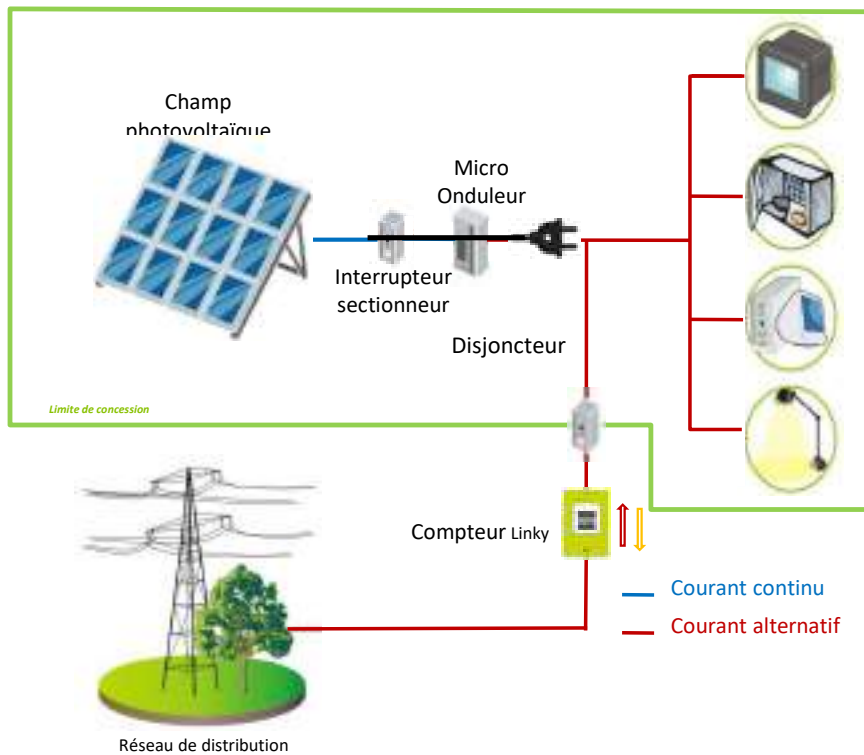 Champ
photovoltaïque
Micro
Onduleur
Interrupteur
sectionneur
Disjoncteur
Limite de concession
Compteur Linky
Courant continu
Courant alternatif
Réseau de distribution